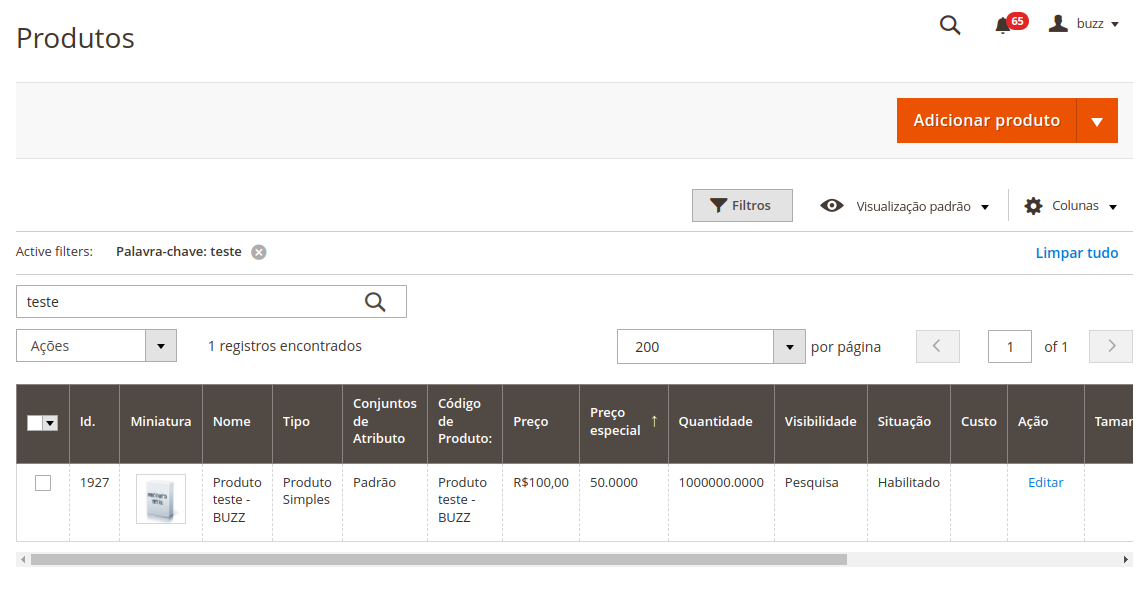 Produtos
65
buzz
Adicionar produto
Filtros
Visualização padrão
Colunas
Active filters: Palavra-chave: teste
Limpar tudo
teste
Ações
1 registros encontrados
200
por página
1
of 1
Id.
Miniatura
Nome
Tipo
Conjuntos
de
Atributo
Código
de
Produto:
Preço
Preço
especial ↑
Quantidade
Visibilidade
Situação
Custo
Ação
Tamar
1927
Produto
teste -
BUZZ
Produto
Simples
Padrão
Produto
teste -
BUZZ
R$100,00
50.0000
1000000.0000
Pesquisa
Habilitado
Editar